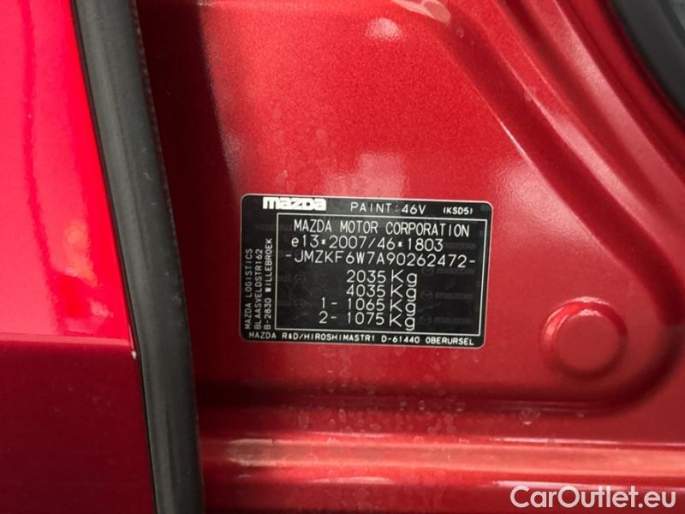 mazda PAINT:46V (KSD5)
MAZDA MOTOR CORPORATION
e13*2007/46*1803
-JMZKF6W7A90262472-
2035 Kg
4035 Kg
1- 1065 Kg
2- 1075 Kg
MAZDA LOGISTICS
BLAASVELDSTR162
B-2830 WILLEBROEK
MAZDA R&D/HIROSHIMASTR1 D-61440 OBERURSEL
CarOutlet.eu